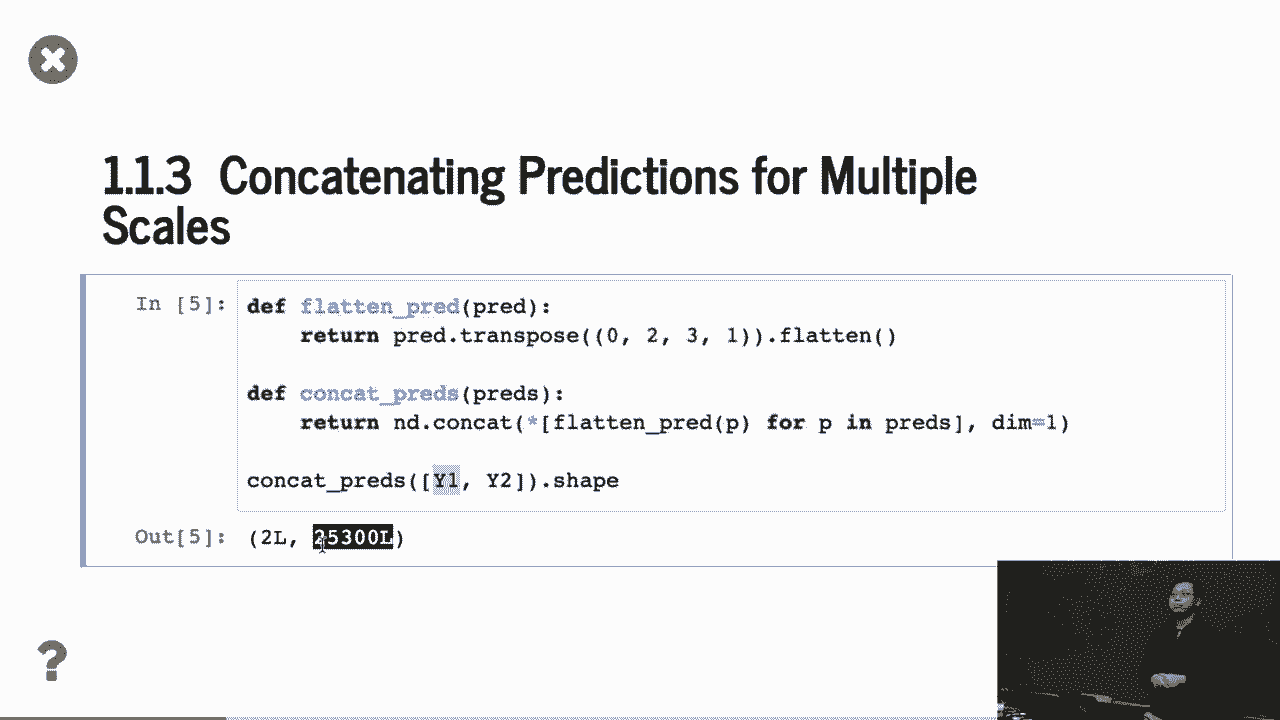 1.1.3 Concatenating Predictions for Multiple
Scales
In [5]:
def flatten_pred(pred):
    return pred.transpose((0, 2, 3, 1)).flatten()
def concat_preds(preds):
    return nd.concat(*[flatten_pred(p) for p in preds], dim=1)
concat_preds([Y1, Y2]).shape
Out[5]: (2L, 25300L)
?